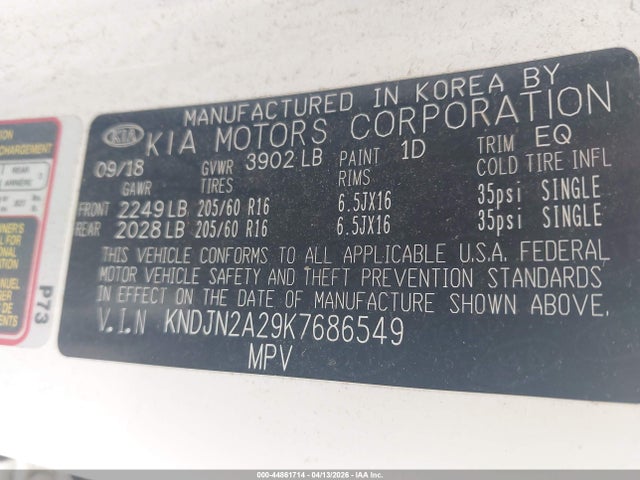 MANUFACTURED IN KOREA BY
KIA KIA MOTORS CORPORATION
09/18 GVWR 3902 LB PAINT 1D TRIM EQ
GAWR TIRES RIMS COLD TIRE INFL
FRONT 2249 LB 205/60 R16 6.5JX16 35psi SINGLE
REAR 2028 LB 205/60 R16 6.5JX16 35psi SINGLE
THIS VEHICLE CONFORMS TO ALL APPLICABLE U.S.A. FEDERAL
MOTOR VEHICLE SAFETY AND THEFT PREVENTION STANDARDS
IN EFFECT ON THE DATE OF MANUFACTURE SHOWN ABOVE.
V.I.N KNDJN2A29K7686549
MPV
P73
REAR
000-44861714 - 04/13/2026 - IAA Inc.